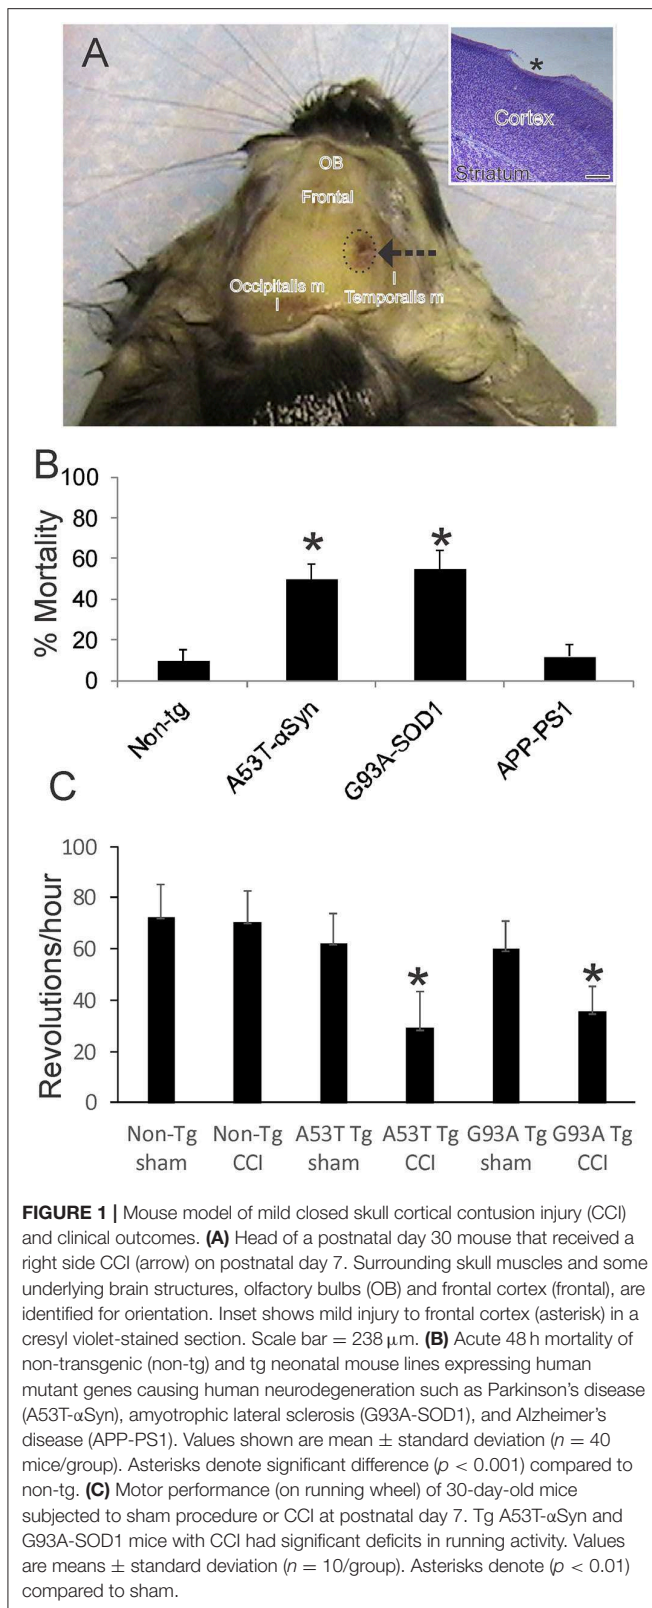 A
*
Cortex
Striatum
OB
Frontal
Occipitalis m
Temporalis m
B
100
80
60
40
20
0
% Mortality
*
*
Non-tg
A53T-αSyn
G93A-SOD1
APP-PS1
C
100
80
60
40
20
0
Revolutions/hour
*
*
Non-Tg sham
Non-Tg CCI
A53T Tg sham
A53T Tg CCI
G93A Tg sham
G93A Tg CCI
FIGURE 1 | Mouse model of mild closed skull cortical contusion injury (CCI)
and clinical outcomes. (A) Head of a postnatal day 30 mouse that received a
right side CCI (arrow) on postnatal day 7. Surrounding skull muscles and some
underlying brain structures, olfactory bulbs (OB) and frontal cortex (frontal), are
identified for orientation. Inset shows mild injury to frontal cortex (asterisk) in a
cresyl violet-stained section. Scale bar = 238 μm. (B) Acute 48 h mortality of
non-transgenic (non-tg) and tg neonatal mouse lines expressing human
mutant genes causing human neurodegeneration such as Parkinson's disease
(A53T-αSyn), amyotrophic lateral sclerosis (G93A-SOD1), and Alzheimer's
disease (APP-PS1). Values shown are mean ± standard deviation (n = 40
mice/group). Asterisks denote significant difference (p < 0.001) compared to
non-tg. (C) Motor performance (on running wheel) of 30-day-old mice
subjected to sham procedure or CCI at postnatal day 7. Tg A53T-αSyn and
G93A-SOD1 mice with CCI had significant deficits in running activity. Values
are means ± standard deviation (n = 10/group). Asterisks denote (p < 0.01)
compared to sham.